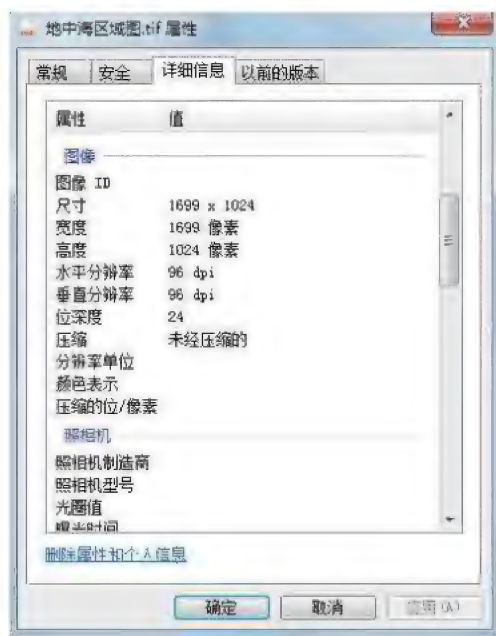 地中海区域图.tif 属性
常规 安全 详细信息 以前的版本
属性 值
图像
图像 ID
尺寸 1699 x 1024
宽度 1699 像素
高度 1024 像素
水平分辨率 96 dpi
垂直分辨率 96 dpi
位深度 24
压缩 未经压缩的
分辨率单位
颜色表示
压缩的位/像素
照相机
照相机制造商
照相机型号
光圈值
曝光时间
删除属性和个人信息
确定 取消 应用(A)